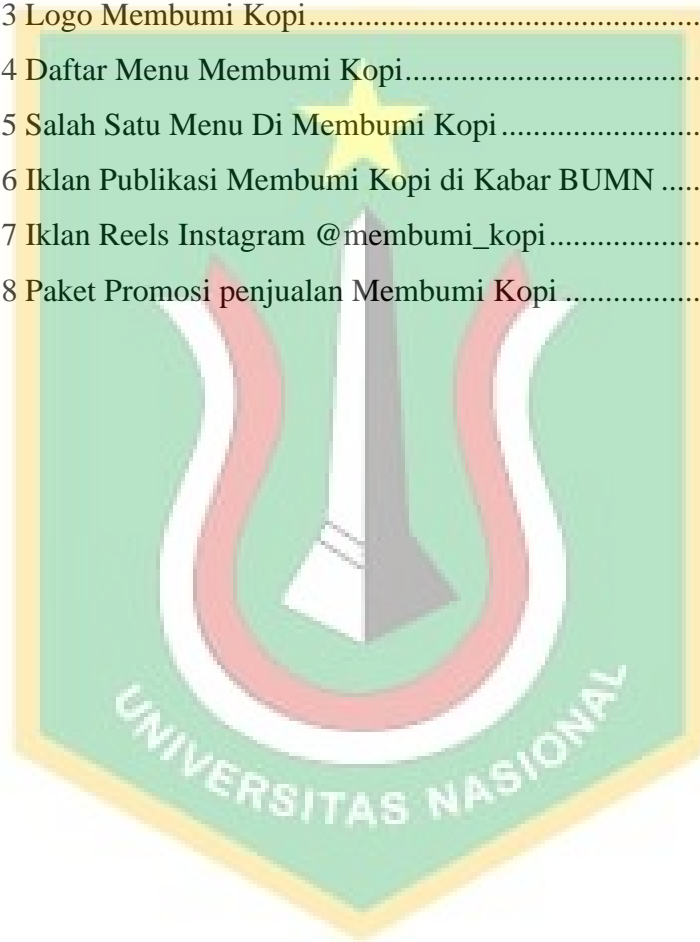 3 Logo Membumi Kopi........................................
4 Daftar Menu Membumi Kopi..............................
5 Salah Satu Menu Di Membumi Kopi....................
6 Iklan Publikasi Membumi Kopi di Kabar BUMN .....
7 Iklan Reels Instagram @membumi_kopi................
8 Paket Promosi penjualan Membumi Kopi ..............
UNIVERSITAS NASIONAL